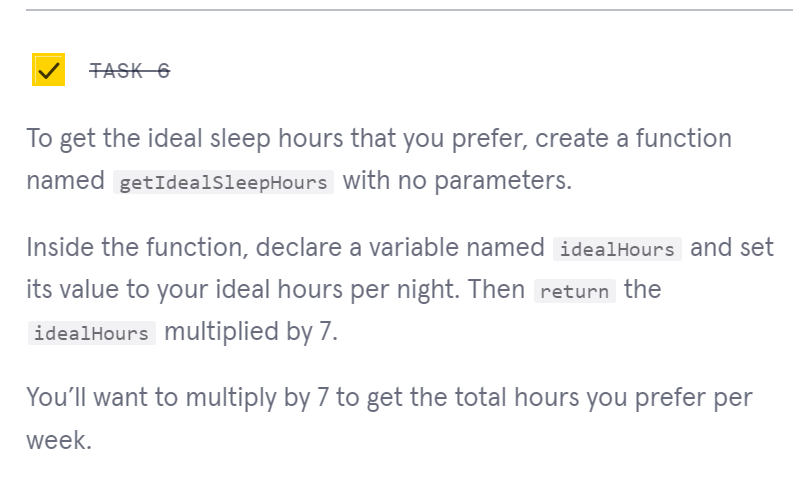 TASK 6
To get the ideal sleep hours that you prefer, create a function
named getIdealSleepHours with no parameters.
Inside the function, declare a variable named idealHours and set
its value to your ideal hours per night. Then return the
idealHours multiplied by 7.
You’ll want to multiply by 7 to get the total hours you prefer per
week.